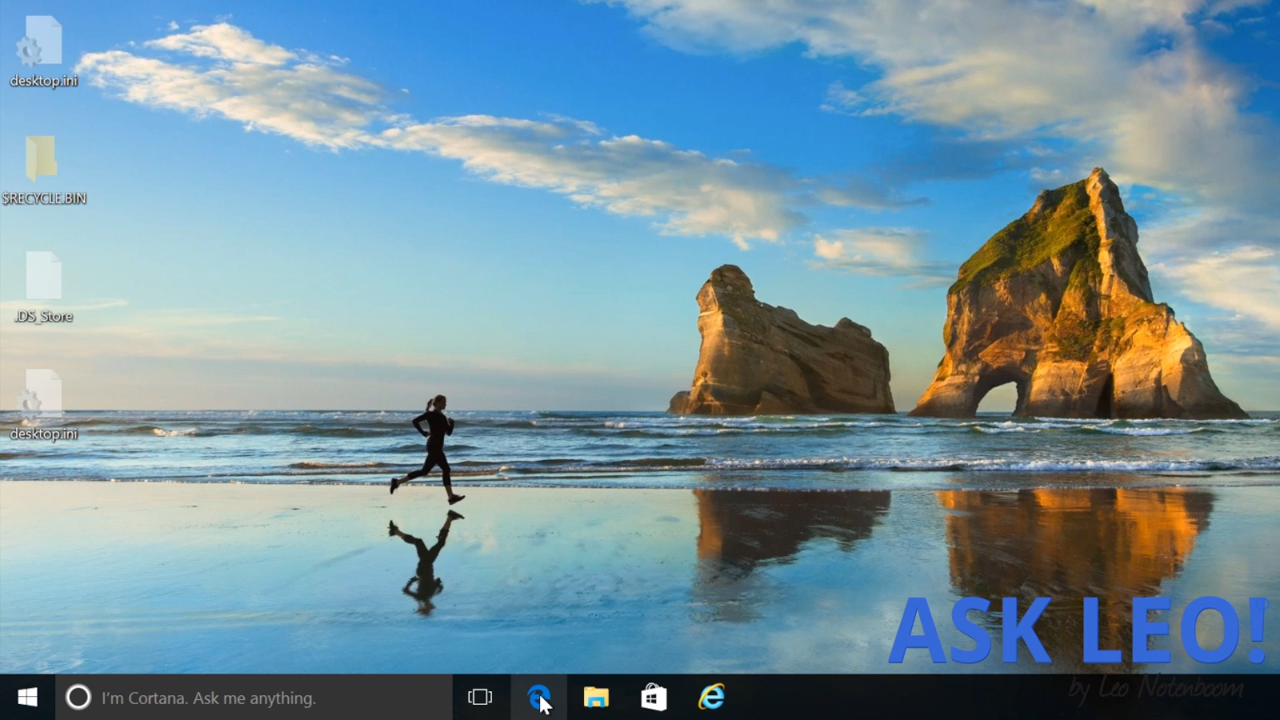 desktop.ini
$RECYCLE.BIN
.DS_Store
desktop.ini
ASK LEO!
I'm Cortana. Ask me anything.
by Leo Notenboom